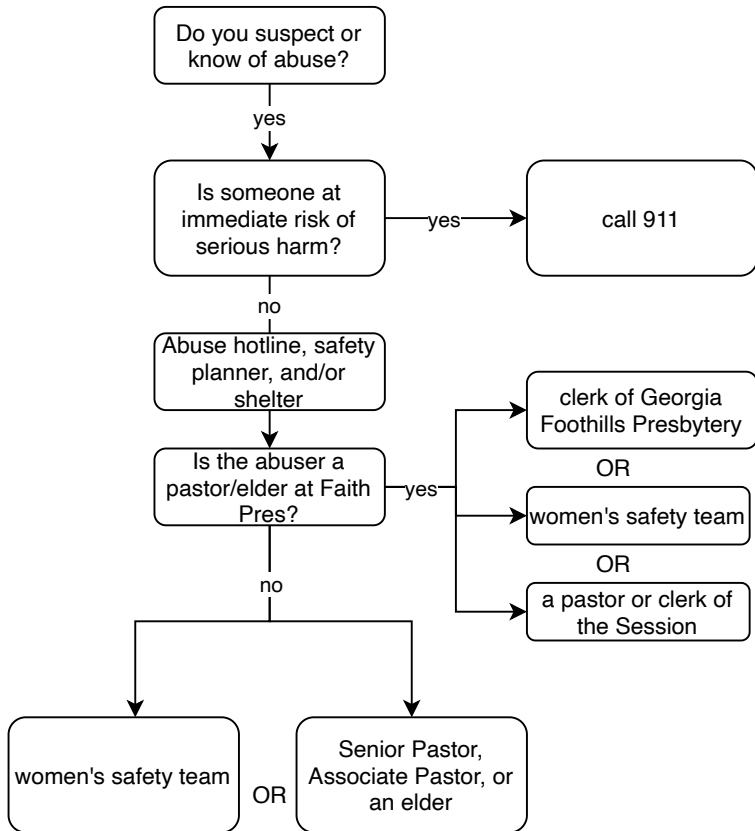 Do you suspect or
know of abuse?
yes
Is someone at
immediate risk of
serious harm?
yes
call 911
no
Abuse hotline, safety
planner, and/or
shelter
Is the abuser a
pastor/elder at Faith
Pres?
yes
clerk of Georgia
Foothills Presbytery
OR
women's safety team
OR
a pastor or clerk of
the Session
no
women's safety team
OR
Senior Pastor,
Associate Pastor, or
an elder